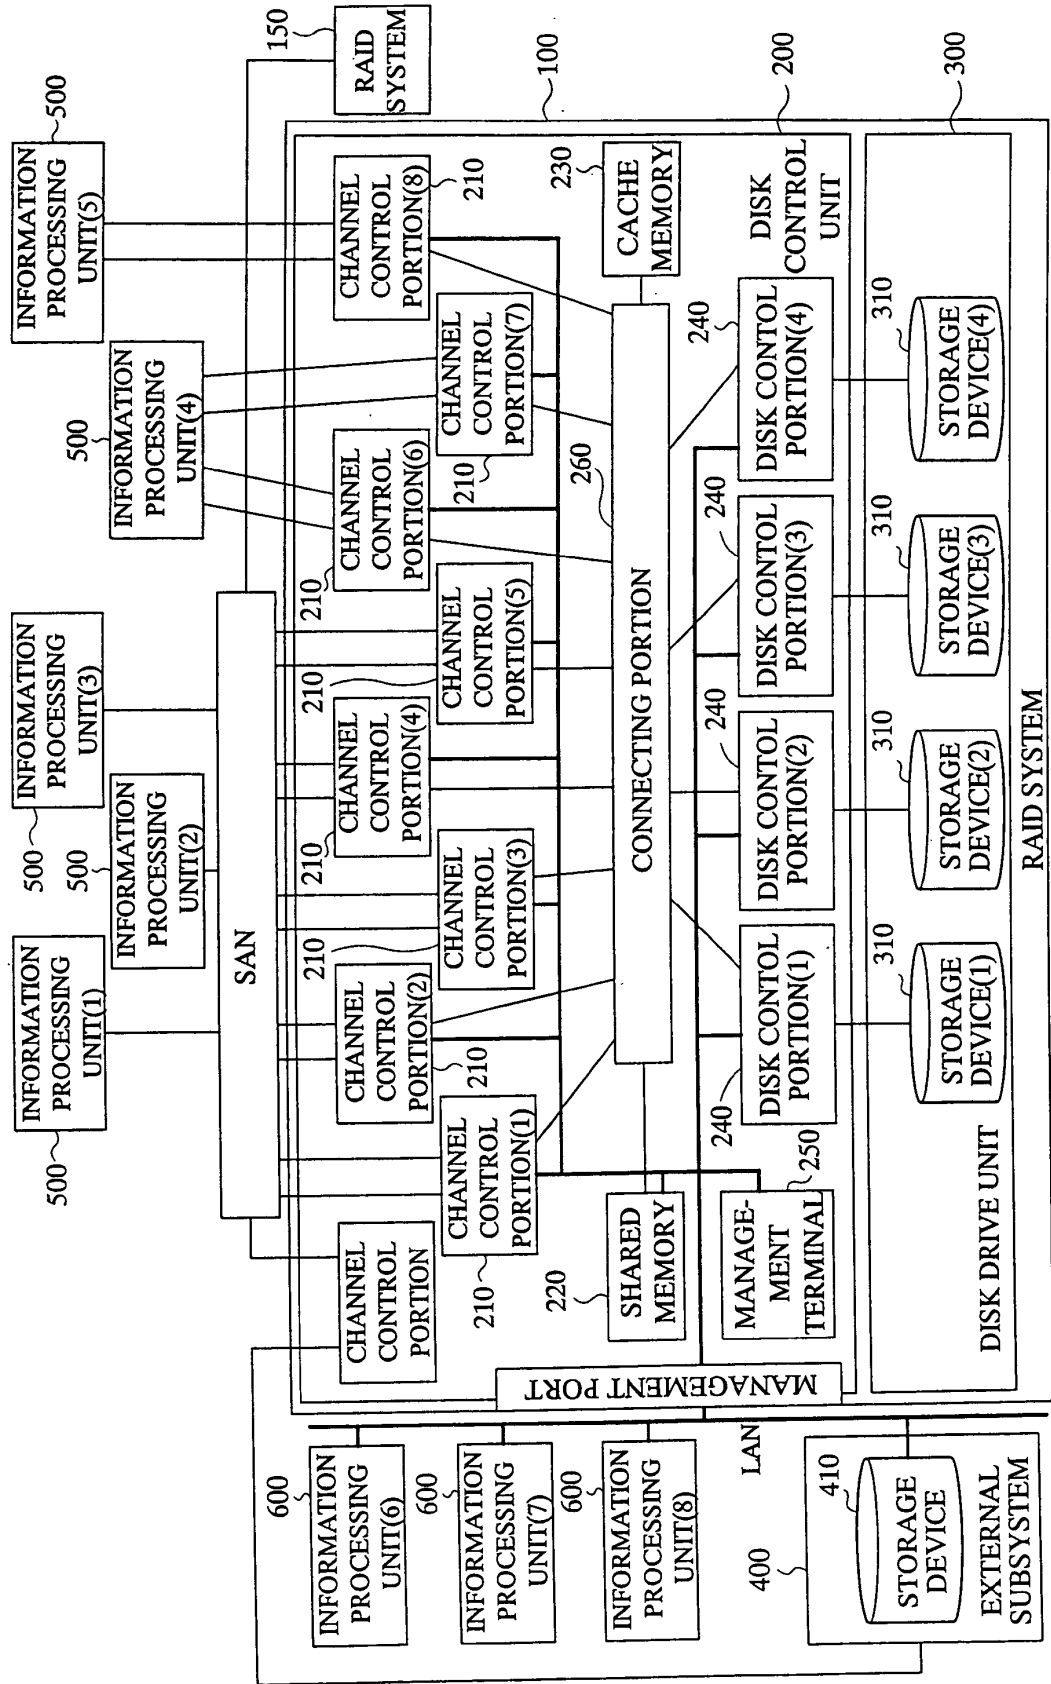 INFORMATION
PROCESSING
UNIT(1)
500
INFORMATION
PROCESSING
UNIT(2)
500
INFORMATION
PROCESSING
UNIT(3)
500
INFORMATION
PROCESSING
UNIT(4)
500
INFORMATION
PROCESSING
UNIT(5)
500
SAN
RAID
SYSTEM
150
100
CHANNEL
CONTROL
PORTION
CHANNEL
CONTROL
PORTION(1)
210
CHANNEL
CONTROL
PORTION(2)
210
CHANNEL
CONTROL
PORTION(3)
210
CHANNEL
CONTROL
PORTION(4)
210
CHANNEL
CONTROL
PORTION(5)
210
CHANNEL
CONTROL
PORTION(6)
210
CHANNEL
CONTROL
PORTION(7)
210
CHANNEL
CONTROL
PORTION(8)
210
INFORMATION
PROCESSING
UNIT(6)
600
INFORMATION
PROCESSING
UNIT(7)
600
INFORMATION
PROCESSING
UNIT(8)
600
LAN
MANAGEMENT PORT
SHARED
MEMORY
220
CONNECTING PORTION
260
CACHE
MEMORY
230
MANAGE-
MENT
TERMINAL
250
DISK CONTOL
PORTION(1)
240
DISK CONTOL
PORTION(2)
240
DISK CONTOL
PORTION(3)
240
DISK CONTOL
PORTION(4)
240
DISK
CONTROL
UNIT
200
STORAGE
DEVICE
410
EXTERNAL
SUBSYSTEM
400
STORAGE
DEVICE(1)
310
STORAGE
DEVICE(2)
310
STORAGE
DEVICE(3)
310
STORAGE
DEVICE(4)
310
300
DISK DRIVE UNIT
RAID SYSTEM